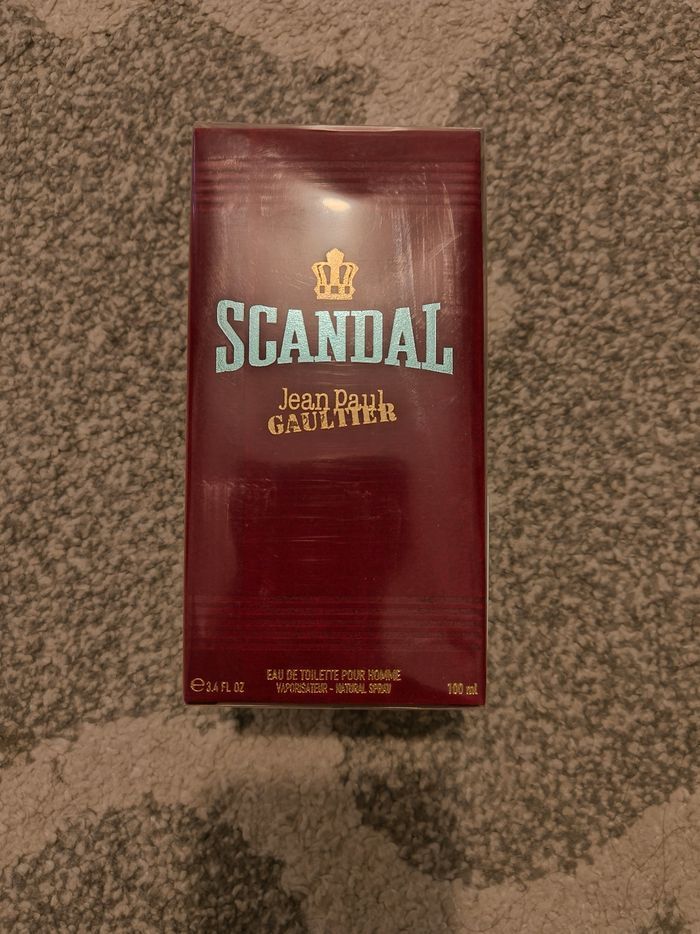 SCANDAL
Jean Paul
GAULTIER
EAU DE TOILETTE POUR HOMME
℮ 3.4 FL OZ VAPORISATEUR - NATURAL SPRAY 100 ml